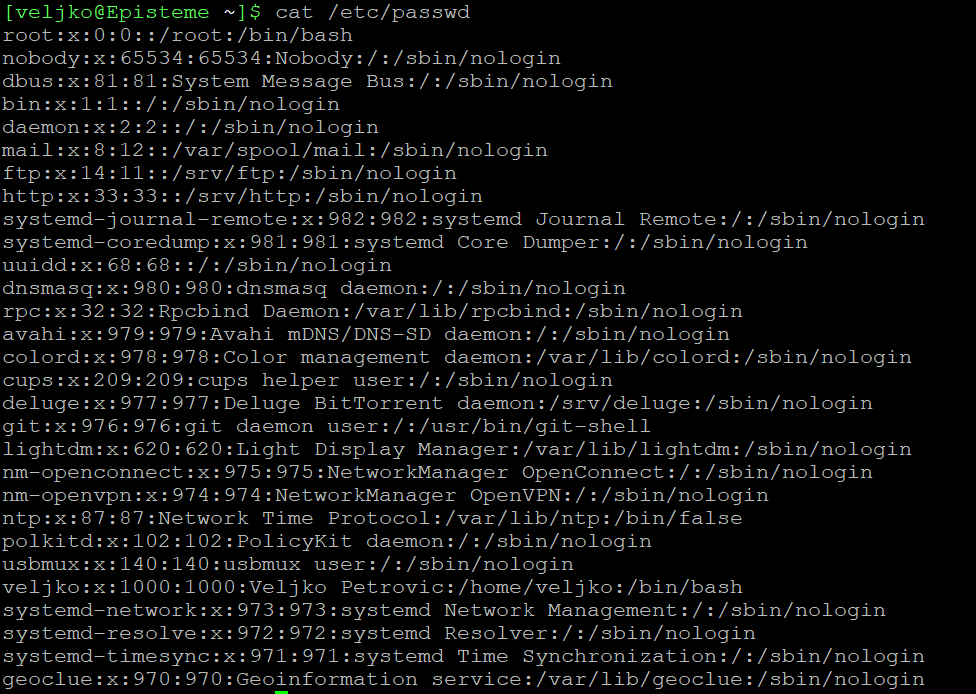 [veljko@Episteme ~]$ cat /etc/passwd
root:x:0:0::/root:/bin/bash
nobody:x:65534:65534:Nobody:/:/sbin/nologin
dbus:x:81:81:System Message Bus:/:/sbin/nologin
bin:x:1:1::/:/sbin/nologin
daemon:x:2:2::/:/sbin/nologin
mail:x:8:12::/var/spool/mail:/sbin/nologin
ftp:x:14:11::/srv/ftp:/sbin/nologin
http:x:33:33::/srv/http:/sbin/nologin
systemd-journal-remote:x:982:982:systemd Journal Remote:/:/sbin/nologin
systemd-coredump:x:981:981:systemd Core Dumper:/:/sbin/nologin
uuidd:x:68:68::/:/sbin/nologin
dnsmasq:x:980:980:dnsmasq daemon:/:/sbin/nologin
rpc:x:32:32:Rpcbind Daemon:/var/lib/rpcbind:/sbin/nologin
avahi:x:979:979:Avahi mDNS/DNS-SD daemon:/:/sbin/nologin
colord:x:978:978:Color management daemon:/var/lib/colord:/sbin/nologin
cups:x:209:209:cups helper user:/:/sbin/nologin
deluge:x:977:977:Deluge BitTorrent daemon:/srv/deluge:/sbin/nologin
git:x:976:976:git daemon user:/:/usr/bin/git-shell
lightdm:x:620:620:Light Display Manager:/var/lib/lightdm:/sbin/nologin
nm-openconnect:x:975:975:NetworkManager OpenConnect:/:/sbin/nologin
nm-openvpn:x:974:974:NetworkManager OpenVPN:/:/sbin/nologin
ntp:x:87:87:Network Time Protocol:/var/lib/ntp:/bin/false
polkitd:x:102:102:PolicyKit daemon:/:/sbin/nologin
usbmux:x:140:140:usbmux user:/:/sbin/nologin
veljko:x:1000:1000:Veljko Petrovic:/home/veljko:/bin/bash
systemd-network:x:973:973:systemd Network Management:/:/sbin/nologin
systemd-resolve:x:972:972:systemd Resolver:/:/sbin/nologin
systemd-timesync:x:971:971:systemd Time Synchronization:/:/sbin/nologin
geoclue:x:970:970:Geoinformation service:/var/lib/geoclue:/sbin/nologin